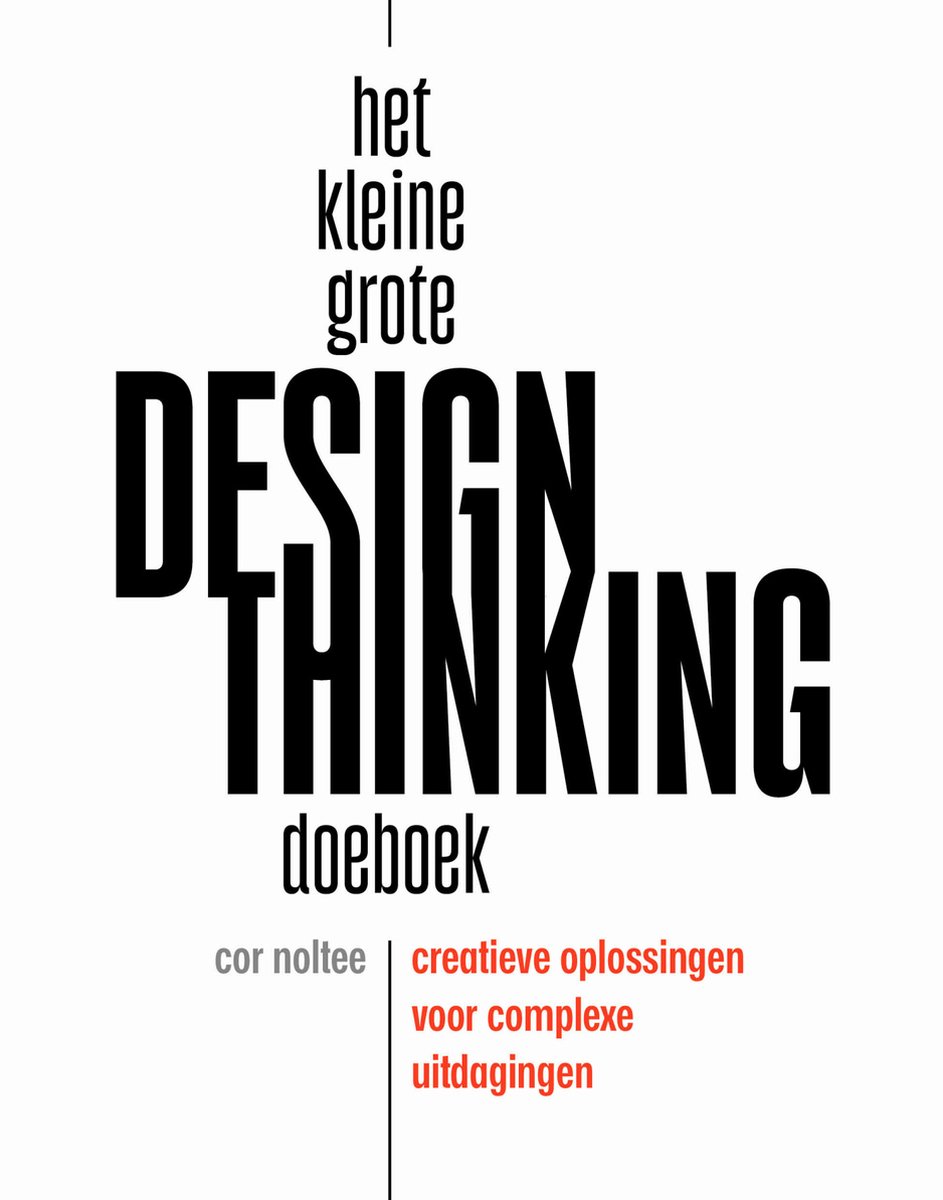 het
kleine
grote
DESIGN
THINKING
doeboek
cor noltee
creatieve oplossingen
voor complexe
uitdagingen